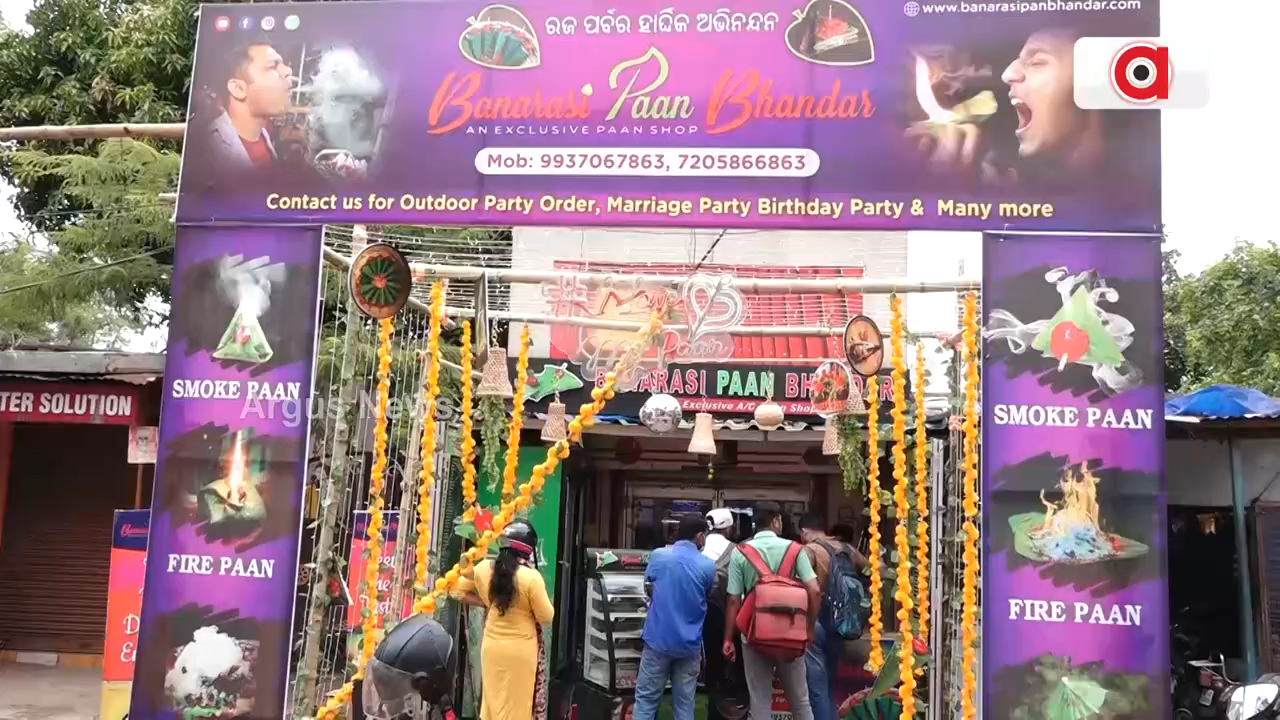 www.banarasipanbhandar.com
ରଜ ପର୍ବର ହାର୍ଦ୍ଦିକ ଅଭିନନ୍ଦନ
Banarasi Paan Bhandar
AN EXCLUSIVE PAAN SHOP
Mob: 9937067863, 7205866863
Contact us for Outdoor Party Order, Marriage Party Birthday Party & Many more
a
SMOKE PAAN
FIRE PAAN
SMOKE PAAN
FIRE PAAN
TER SOLUTION
Argus News
BANARASI PAAN BHANDAR
Exclusive A/C